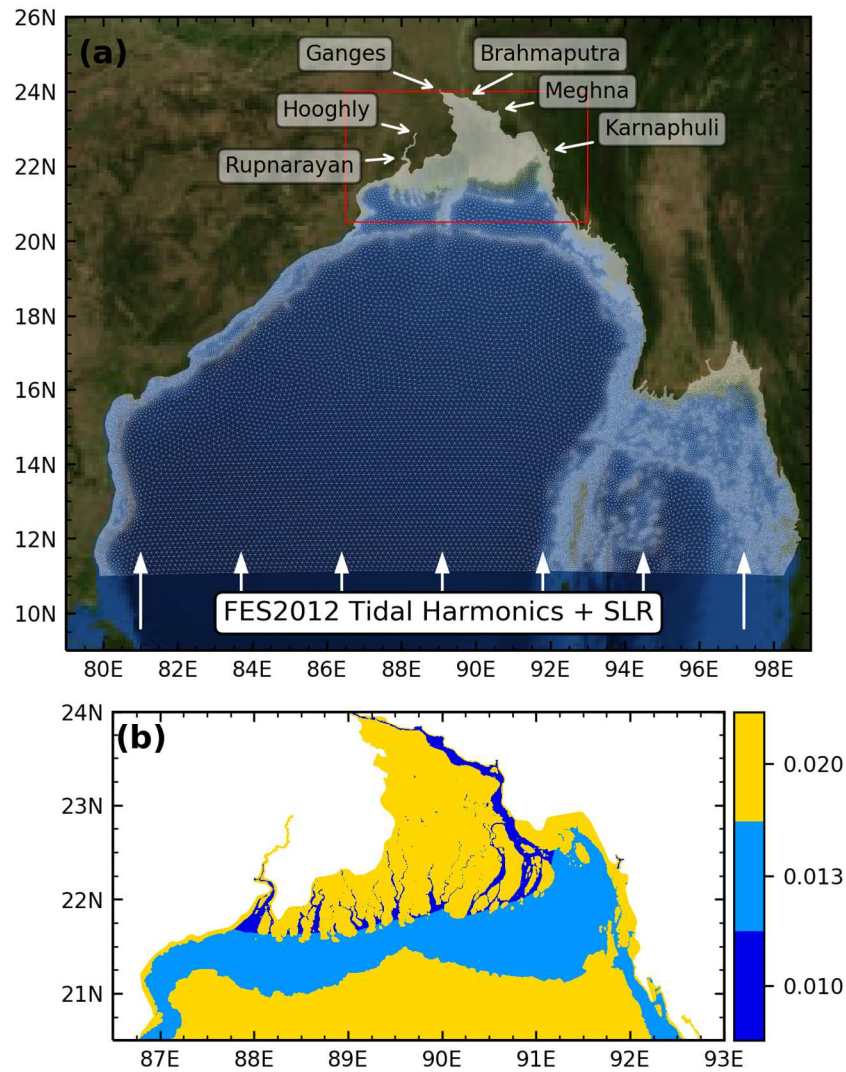 26N
(a)
Ganges
Brahmaputra
24N
Meghna
Hooghly
Karnaphuli
22N
Rupnarayan
20N
18N
16N
14N
12N
FES2012 Tidal Harmonics + SLR
10N
80E 82E 84E 86E 88E 90E 92E 94E 96E 98E
24N
(b)
0.020
23N
0.013
22N
0.010
21N
87E 88E 89E 90E 91E 92E 93E